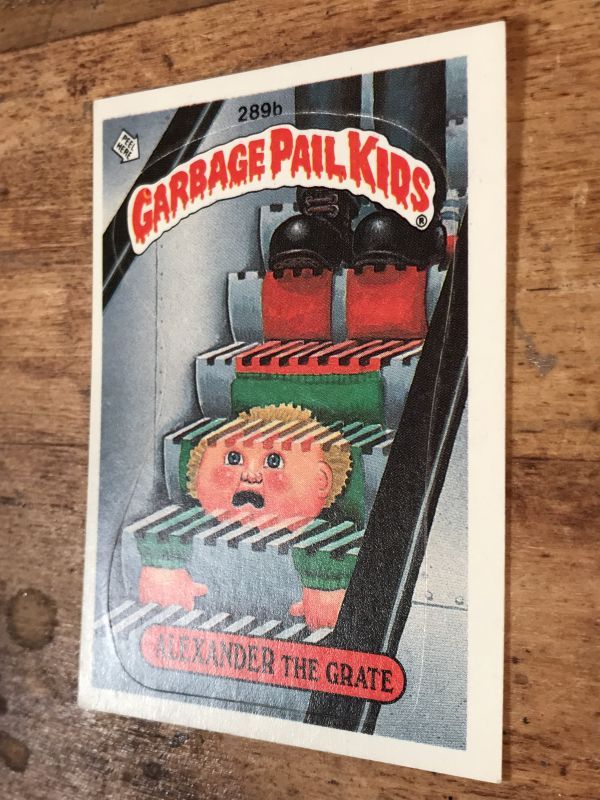 289b
PEEL
HERE
GARBAGE PAIL KIDS
®
ALEXANDER THE GRATE